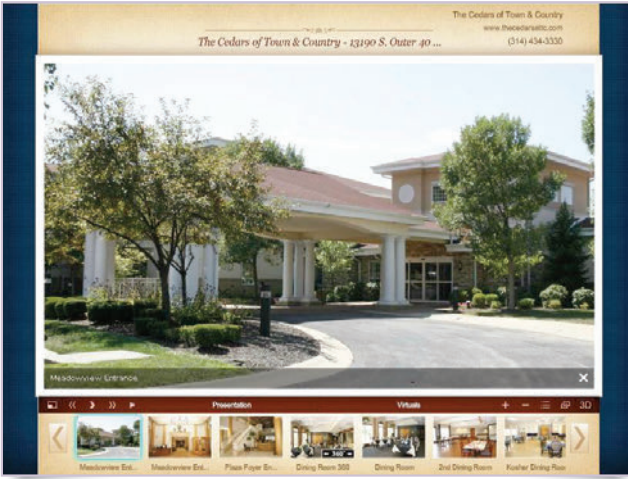 The Cedars of Town & Country
www.thecedarsstlc.com
(314) 434-3330
The Cedars of Town & Country - 13190 S. Outer 40 ...
Meadowview Entrance
Presentation
Virtuals
3D
360°
Meadowview Ent...
Meadowview Ent...
Plaza Foyer En...
Dining Room 360
Dining Room
2nd Dining Room
Kosher Dining Roo